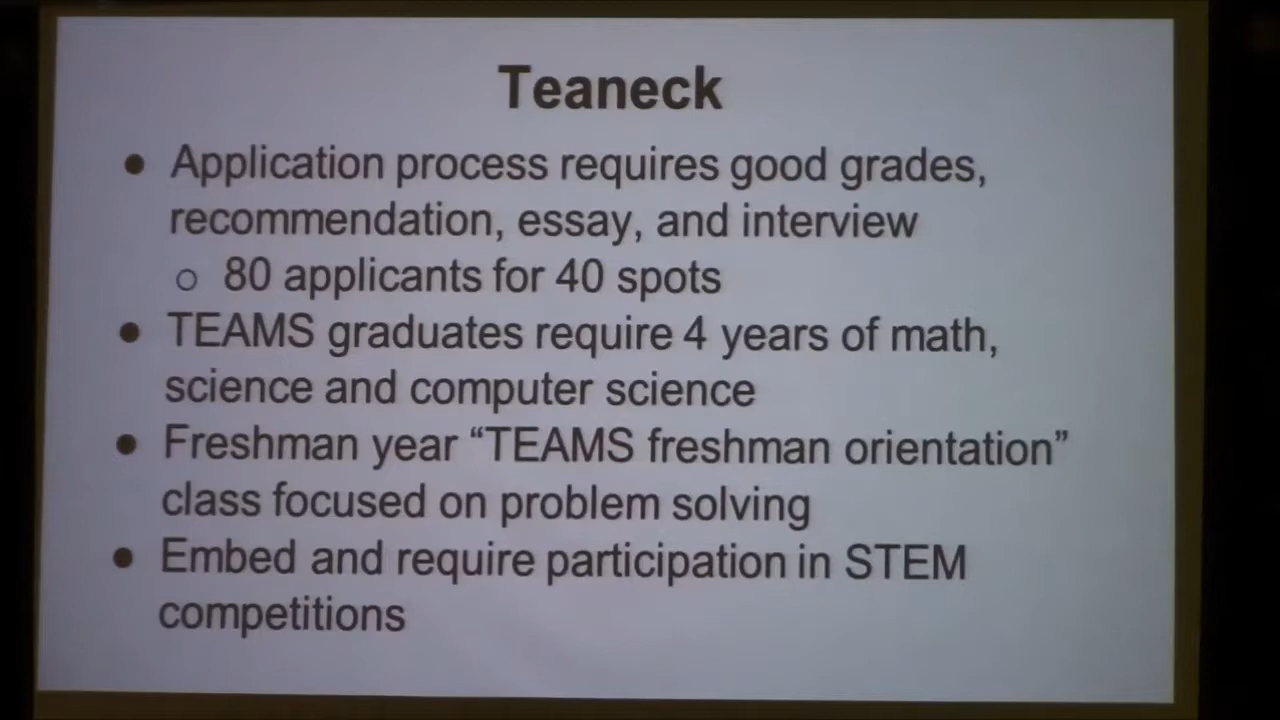 Teaneck
● Application process requires good grades,
recommendation, essay, and interview
○ 80 applicants for 40 spots
● TEAMS graduates require 4 years of math,
science and computer science
● Freshman year “TEAMS freshman orientation”
class focused on problem solving
● Embed and require participation in STEM
competitions